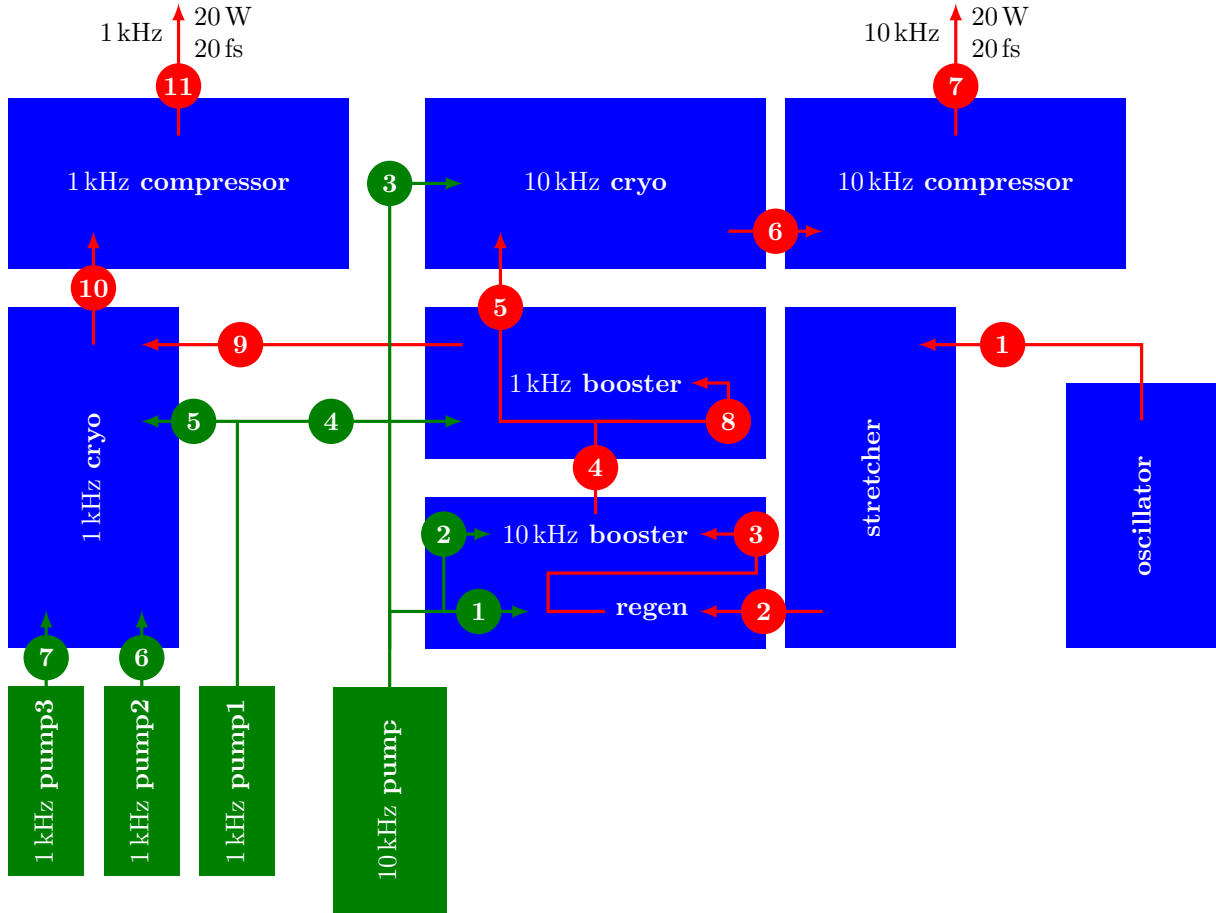 1 kHz
20 W
20 fs
10 kHz
20 W
20 fs
11
7
1 kHz compressor
3
10 kHz cryo
10 kHz compressor
6
10
5
9
1
1 kHz booster
5
4
8
1 kHz cryo
4
stretcher
oscillator
2
10 kHz booster
3
1
regen
2
7
6
1 kHz pump3
1 kHz pump2
1 kHz pump1
10 kHz pump